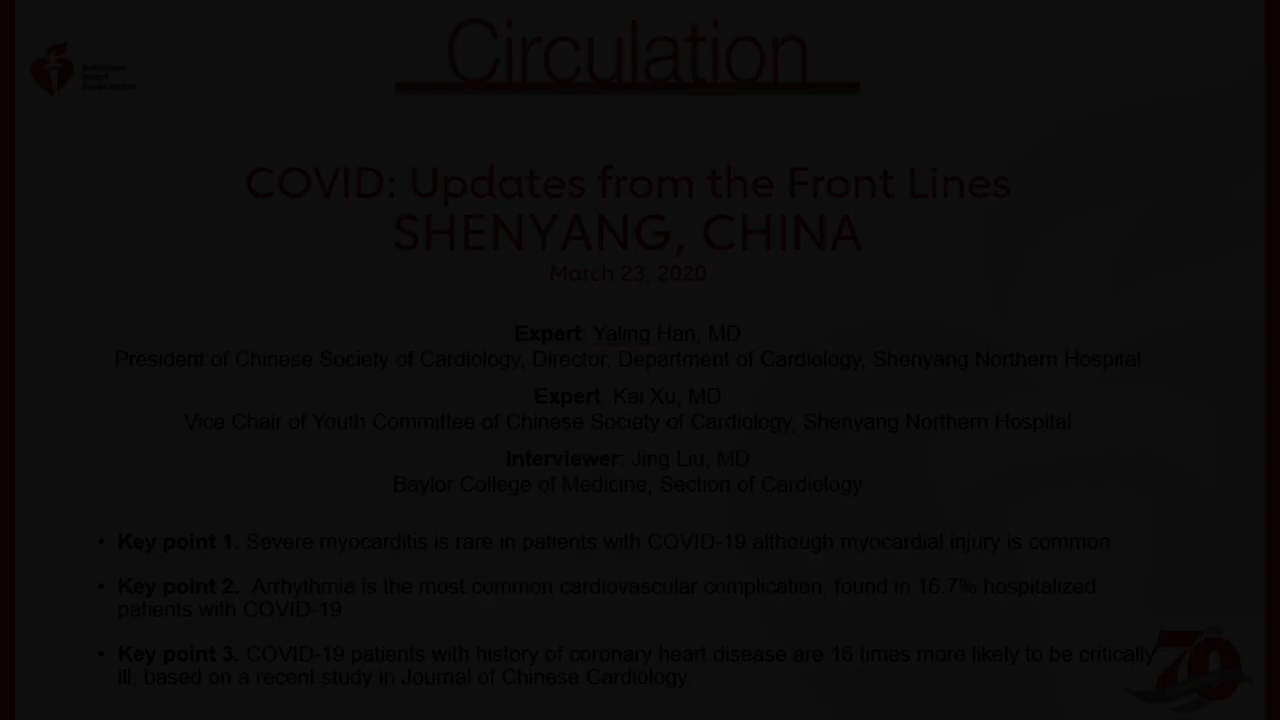 Circulation
American
Heart
Association
COVID: Updates from the Front Lines
SHENYANG, CHINA
March 23, 2020
Expert: Yaling Han, MD
President of Chinese Society of Cardiology, Director, Department of Cardiology, Shenyang Northern Hospital
Expert: Kai Xu, MD
Vice Chair of Youth Committee of Chinese Society of Cardiology, Shenyang Northern Hospital
Interviewer: Jing Liu, MD
Baylor College of Medicine, Section of Cardiology
• Key point 1. Severe myocarditis is rare in patients with COVID-19 although myocardial injury is common.
• Key point 2. Arrhythmia is the most common cardiovascular complication, found in 16.7% hospitalized
patients with COVID-19
• Key point 3. COVID-19 patients with history of coronary heart disease are 16 times more likely to be critically
ill, based on a recent study in Journal of Chinese Cardiology.
70